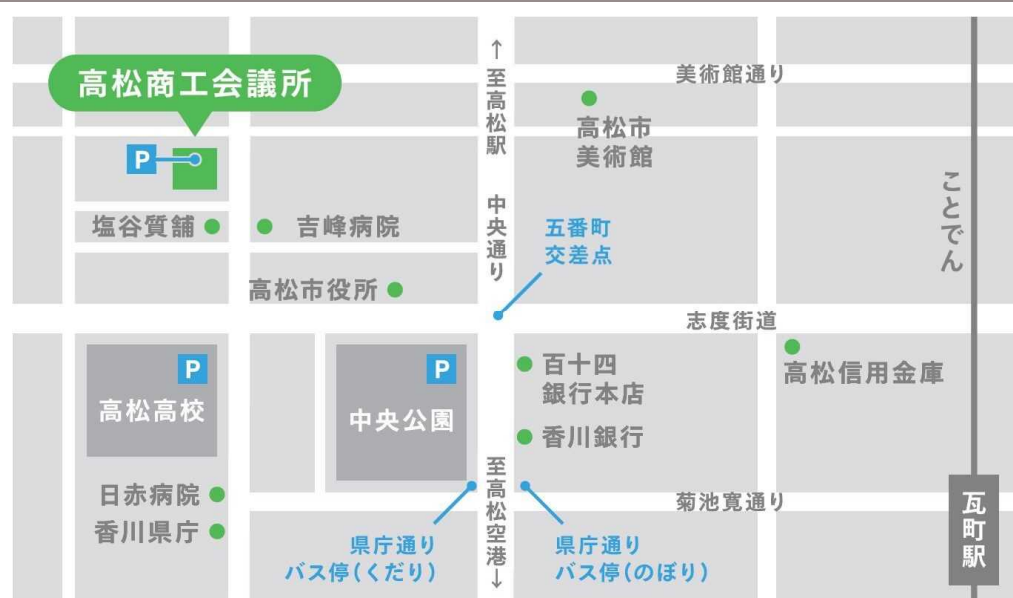 美術館通り
高松商工会議所
↑至高松駅
高松市
美術館
P
ことでん
中央通り
塩谷質舗
吉峰病院
五番町
交差点
高松市役所
志度街道
P
P
百十四
銀行本店
高松信用金庫
高松高校
中央公園
香川銀行
至高松空港↓
日赤病院
菊池寛通り
瓦町駅
香川県庁
県庁通り
バス停(くだり)
県庁通り
バス停(のぼり)